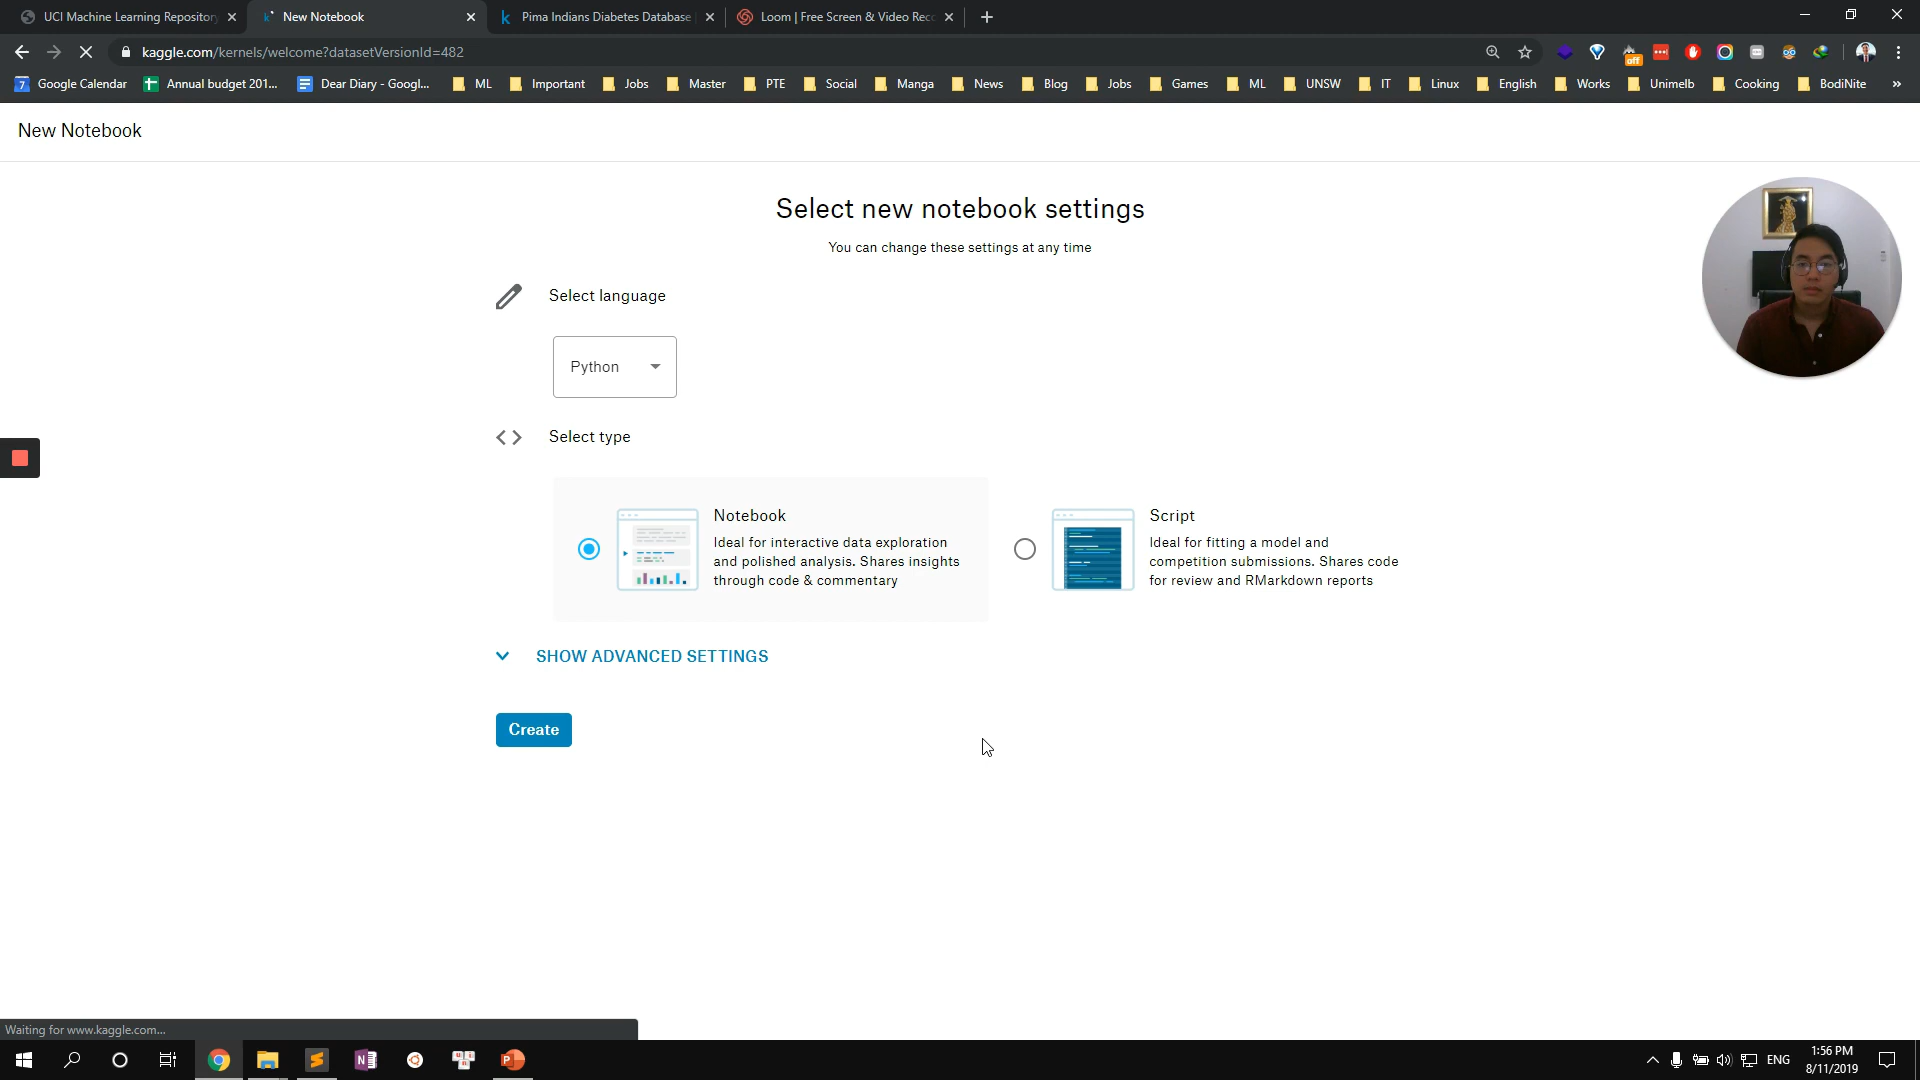 UCI Machine Learning Repository
New Notebook
Pima Indians Diabetes Database
Loom | Free Screen & Video Rec
kaggle.com/kernels/welcome?datasetVersionId=482
off
7 Google Calendar
Annual budget 201...
Dear Diary - Googl...
ML
Important
Jobs
Master
PTE
Social
Manga
News
Blog
Jobs
Games
ML
UNSW
IT
Linux
English
Works
Unimelb
Cooking
BodiNite
»
New Notebook
Select new notebook settings
You can change these settings at any time
Select language
Python
Select type
Notebook
Ideal for interactive data exploration
and polished analysis. Shares insights
through code & commentary
Script
Ideal for fitting a model and
competition submissions. Shares code
for review and RMarkdown reports
SHOW ADVANCED SETTINGS
Create
Waiting for www.kaggle.com...
ENG
1:56 PM
8/11/2019